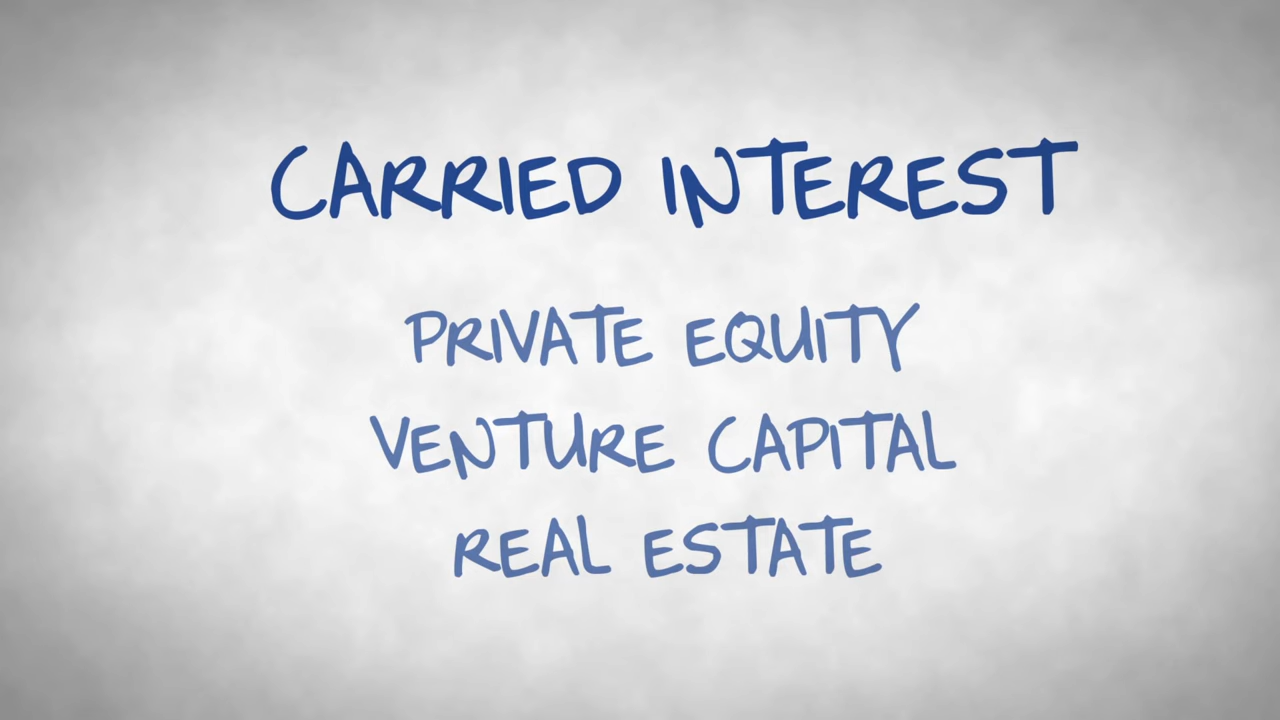 CARRIED INTEREST
PRIVATE EQUITY
VENTURE CAPITAL
REAL ESTATE